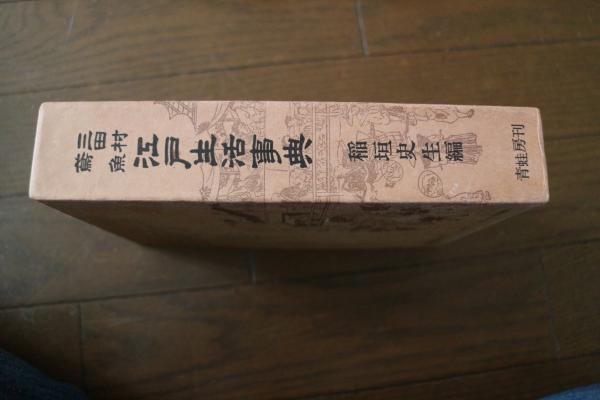 三田村
鳶魚
江戸生活事典
稲垣史生編
青蛙房刊